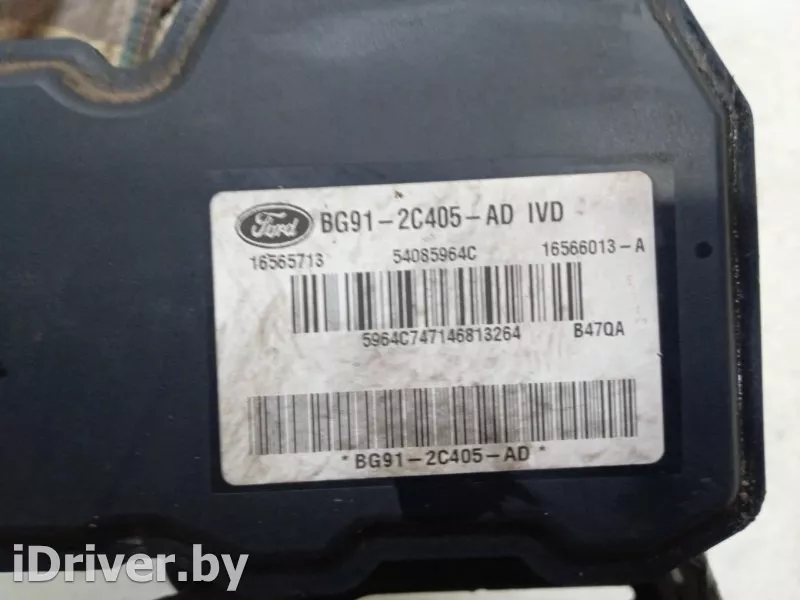 Ford BG91-2C405-AD IVD
16565713 54085964C 16566013-A
5964C747146813264 B47QA
*BG91-2C405-AD*
iDriver.by